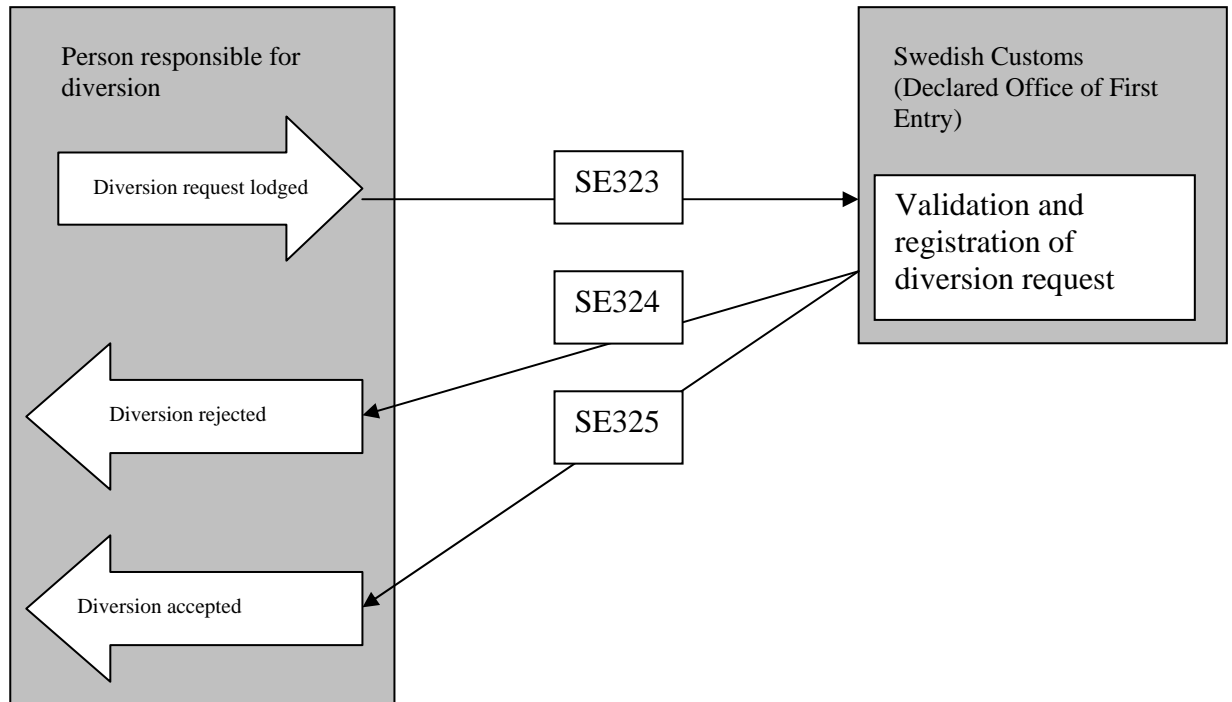 Person responsible for
diversion
Diversion request lodged
SE323
Swedish Customs
(Declared Office of First
Entry)
Validation and
registration of
diversion request
SE324
Diversion rejected
SE325
Diversion accepted